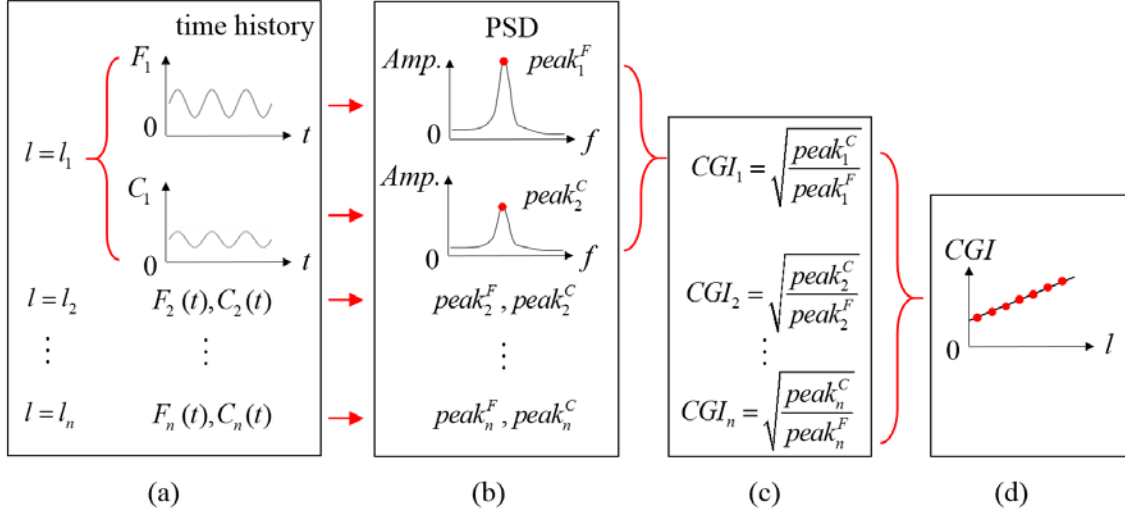 time history
F₁
0
t
l = l₁
C₁
0
t
l = l₂ F₂(t), C₂(t)
⋮ ⋮
l = lₙ Fₙ(t), Cₙ(t)
(a)
PSD
Amp.
peak₁ᶠ
0
f
Amp.
peak₂ᶜ
0
f
peak₂ᶠ, peak₂ᶜ
⋮
peakₙᶠ, peakₙᶜ
(b)
CGI₁ = √(peak₁ᶜ / peak₁ᶠ)
CGI₂ = √(peak₂ᶜ / peak₂ᶠ)
⋮
CGIₙ = √(peakₙᶜ / peakₙᶠ)
(c)
CGI
0
l
(d)